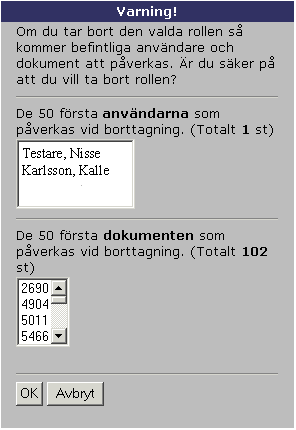 Varning!
Om du tar bort den valda rollen så
kommer befintliga användare och
dokument att påverkas. Är du säker på
att du vill ta bort rollen?
De 50 första användarna som
påverkas vid borttagning. (Totalt 1 st)
Testare, Nisse
Karlsson, Kalle
De 50 första dokumenten som
påverkas vid borttagning. (Totalt 102
st)
2690
4904
5011
5466
OK Avbryt